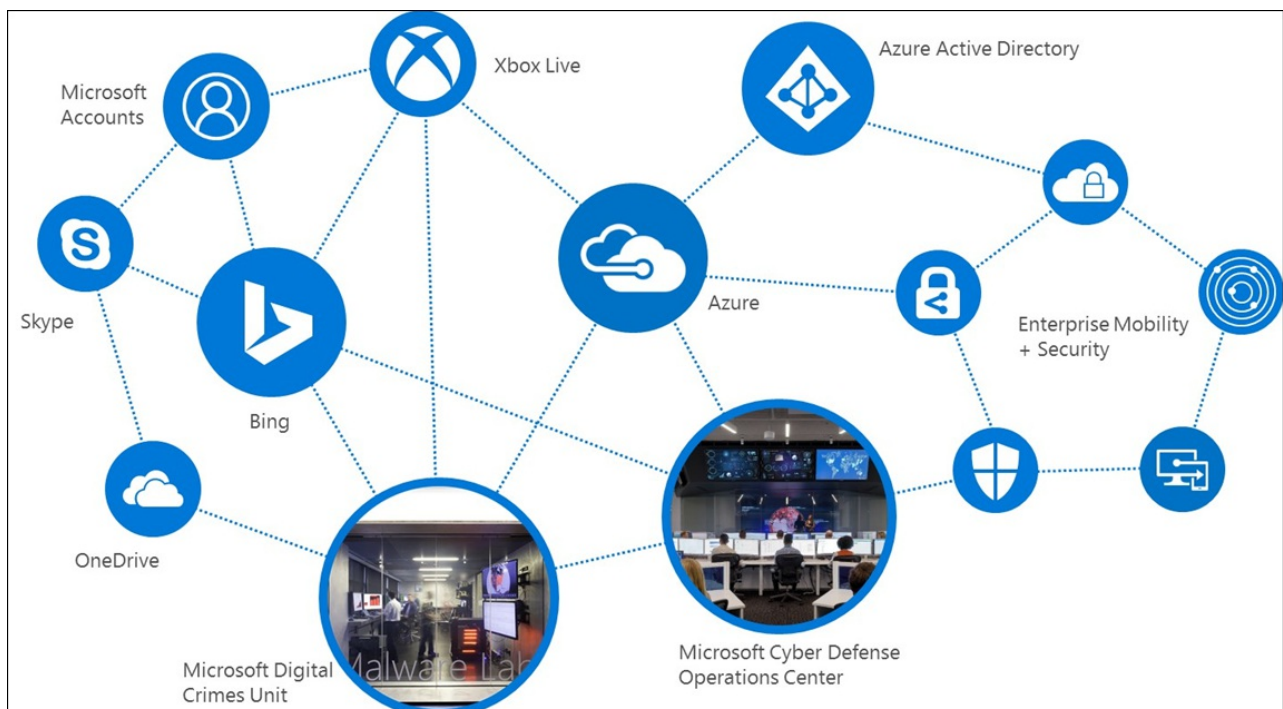 Azure Active Directory
Xbox Live
Microsoft
Accounts
Skype
Azure
Enterprise Mobility
+ Security
Bing
OneDrive
Microsoft Digital
Crimes Unit
Malware Lab
Microsoft Cyber Defense
Operations Center